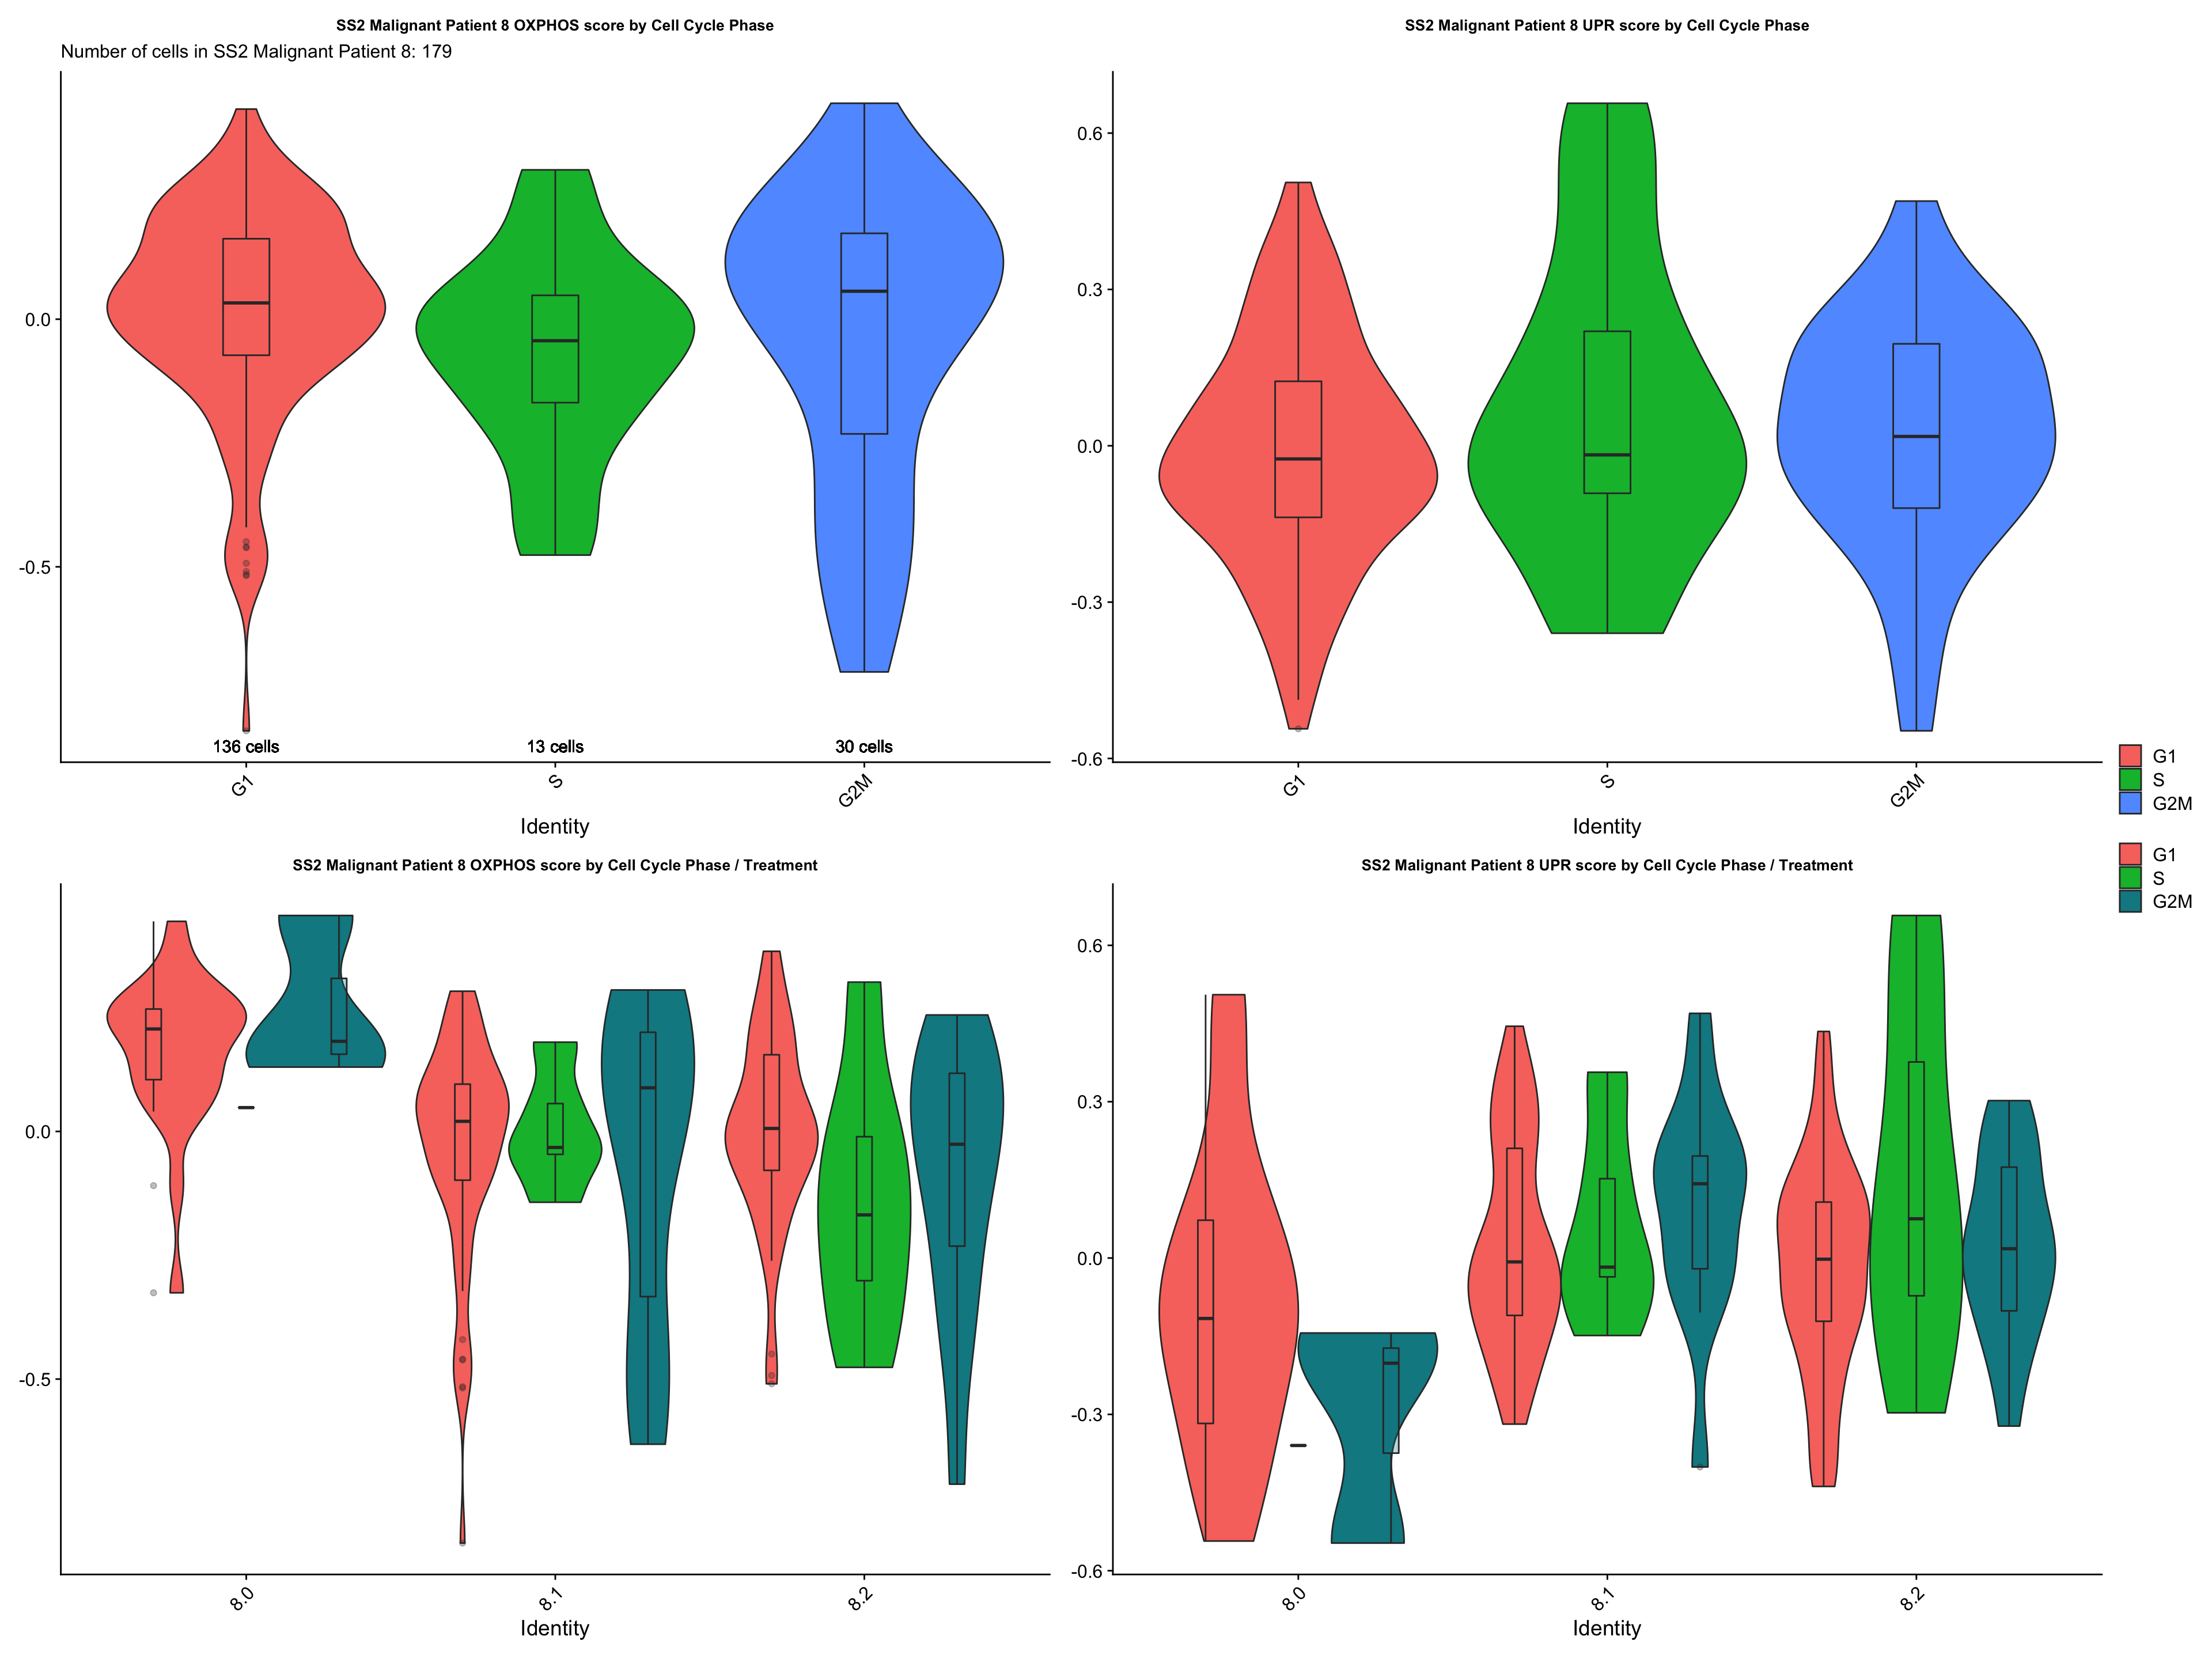 SS2 Malignant Patient 8 OXPHOS score by Cell Cycle Phase
Number of cells in SS2 Malignant Patient 8: 179
0.0
-0.5
136 cells
13 cells
30 cells
G1
S
G2M
Identity
SS2 Malignant Patient 8 UPR score by Cell Cycle Phase
0.6
0.3
0.0
-0.3
-0.6
G1
S
G2M
Identity
G1
S
G2M
G1
S
G2M
SS2 Malignant Patient 8 OXPHOS score by Cell Cycle Phase / Treatment
0.0
-0.5
8.0
8.1
8.2
Identity
SS2 Malignant Patient 8 UPR score by Cell Cycle Phase / Treatment
0.6
0.3
0.0
-0.3
-0.6
8.0
8.1
8.2
Identity